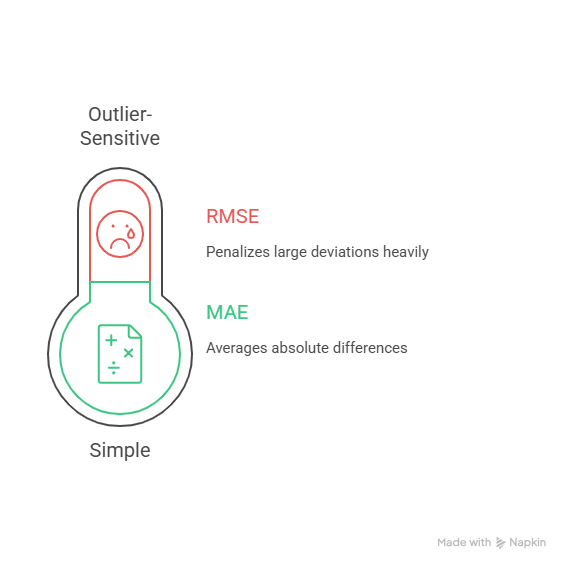 Outlier-
Sensitive
RMSE
Penalizes large deviations heavily
MAE
Averages absolute differences
Simple
Made with Napkin